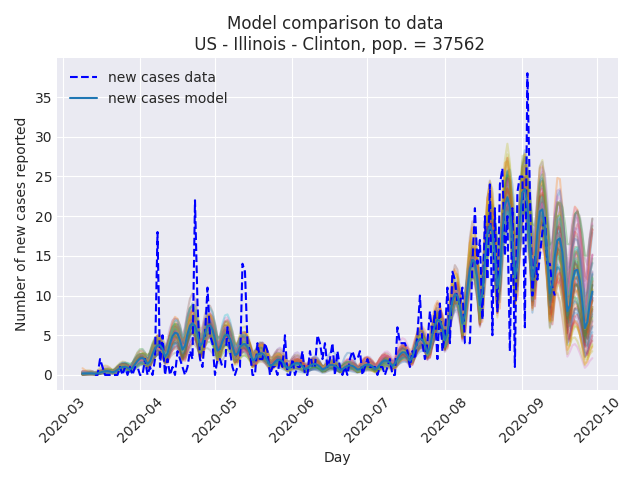 Model comparison to data
US - Illinois - Clinton, pop. = 37562
new cases data
new cases model
Number of new cases reported
35
30
25
20
15
10
5
0
2020-03
2020-04
2020-05
2020-06
2020-07
2020-08
2020-09
2020-10
Day